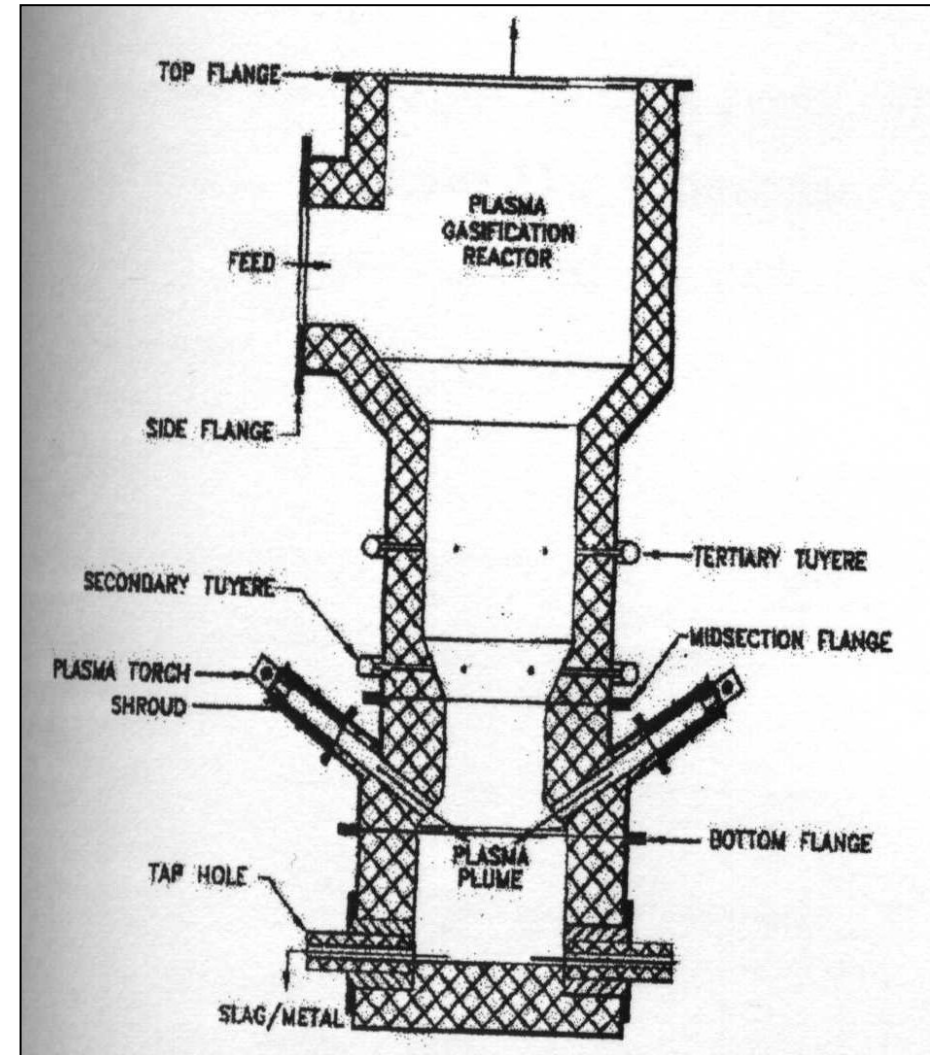 TOP FLANGE
PLASMA
GASIFICATION
REACTOR
FEED
SIDE FLANGE
TERTIARY TUYERE
SECONDARY TUYERE
MIDSECTION FLANGE
PLASMA TORCH
SHROUD
BOTTOM FLANGE
PLASMA
PLUME
TAP HOLE
SLAG/METAL